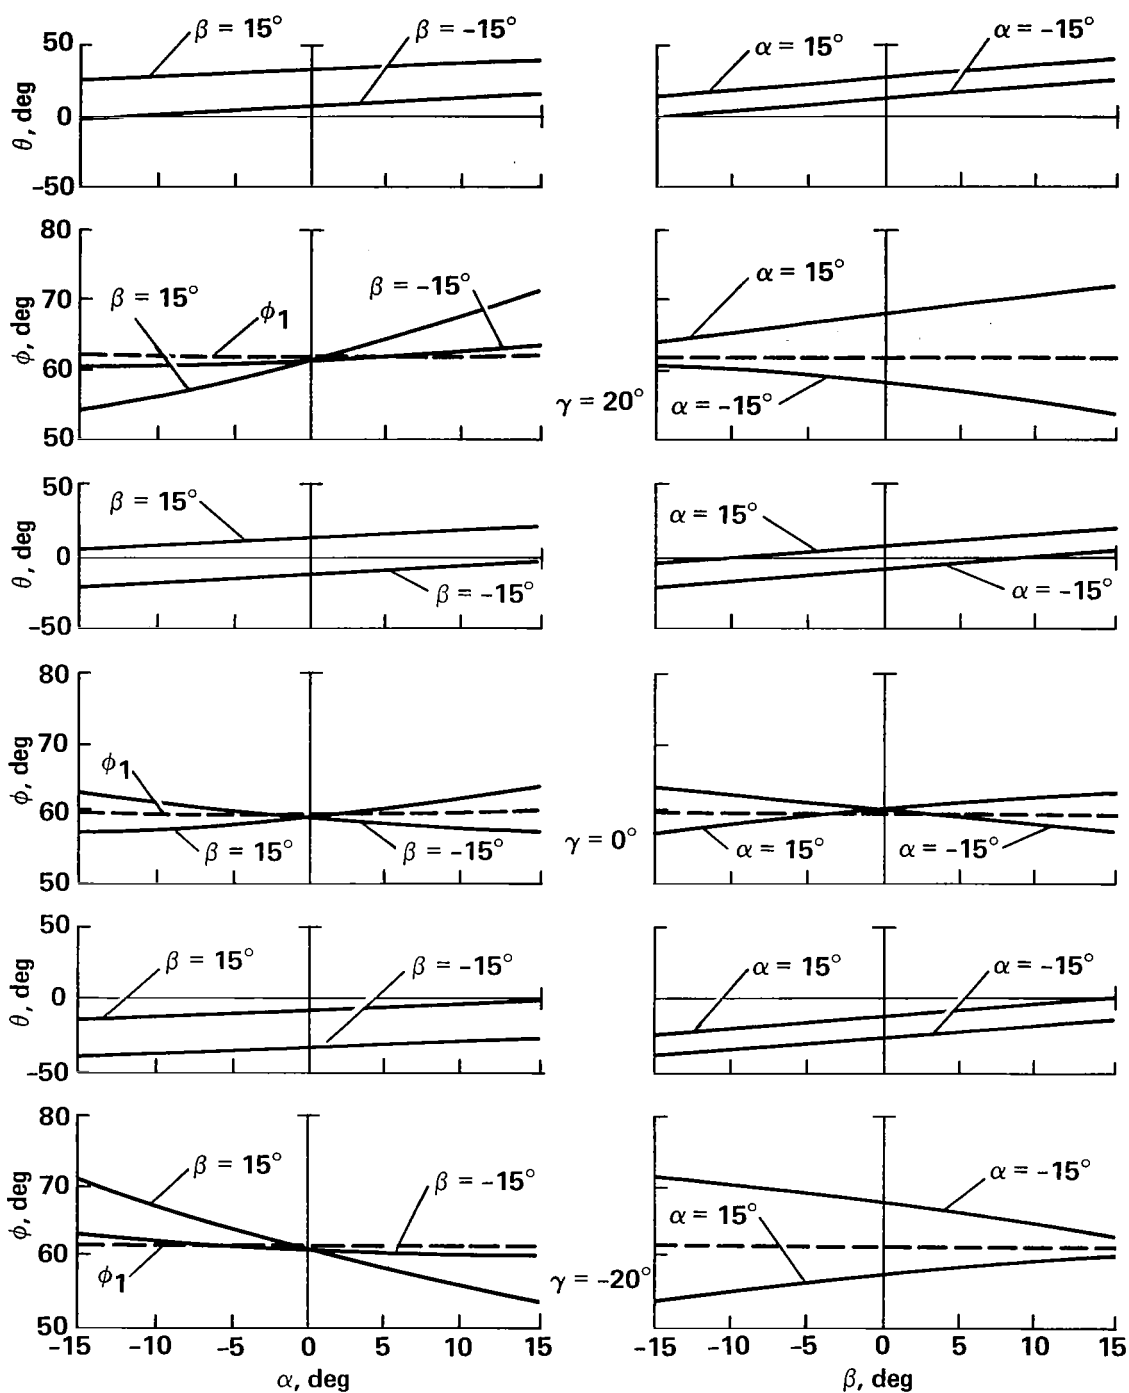 β = 15°
β = -15°
α = 15°
α = -15°
50
0
-50
θ, deg
80
70
60
50
ϕ, deg
β = 15°
ϕ1
β = -15°
α = 15°
α = -15°
γ = 20°
50
0
-50
θ, deg
β = 15°
β = -15°
α = 15°
α = -15°
80
70
60
50
ϕ, deg
ϕ1
β = 15°
β = -15°
γ = 0°
α = 15°
α = -15°
50
0
-50
θ, deg
β = 15°
β = -15°
α = 15°
α = -15°
80
70
60
50
ϕ, deg
β = 15°
β = -15°
ϕ1
α = -15°
α = 15°
γ = -20°
-15 -10 -5 0 5 10 15
-15 -10 -5 0 5 10 15
α, deg
β, deg